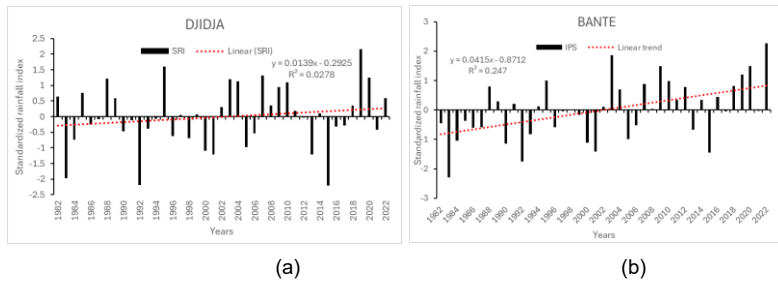 DJIDJA
SRI Linear (SRI)
y = 0.0139x - 0.2925
R² = 0.0278
Standardized rainfall index
2.5
2
1.5
1
0.5
0
-0.5
-1
-1.5
-2
-2.5
1982 1984 1986 1988 1990 1992 1994 1996 1998 2000 2002 2004 2006 2008 2010 2012 2014 2016 2018 2020 2022
Years
(a)
BANTE
IPS Linear trend
y = 0.0415x - 0.8712
R² = 0.247
Standardized rainfall index
3
2
1
0
-1
-2
-3
1982 1984 1986 1988 1990 1992 1994 1996 1998 2000 2002 2004 2006 2008 2010 2012 2014 2016 2018 2020 2022
Years
(b)